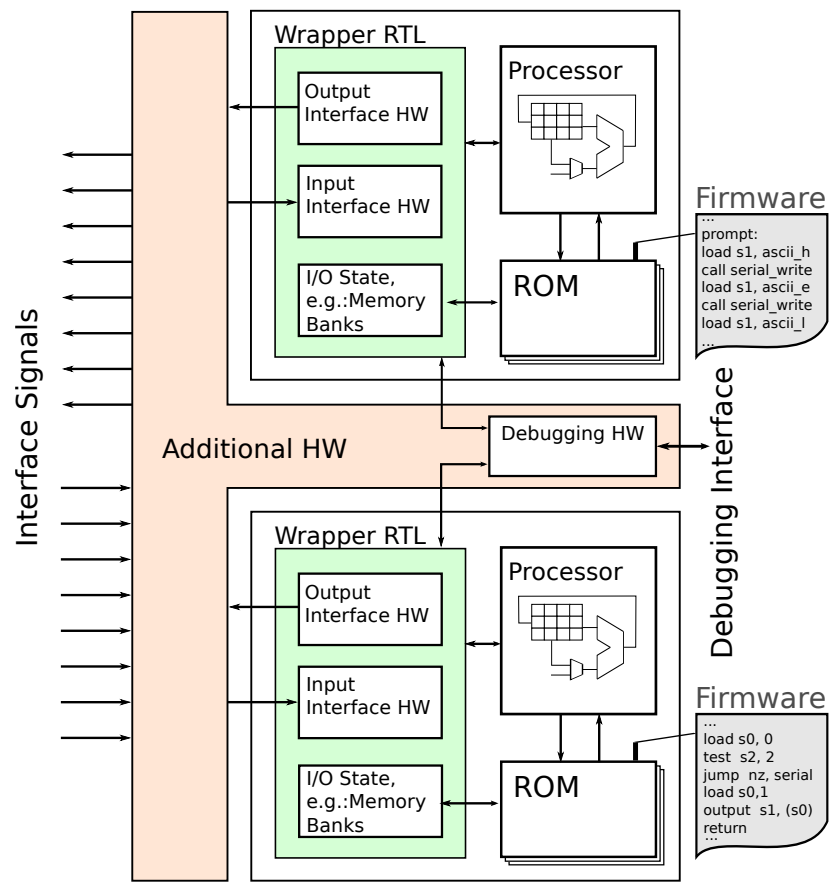 Wrapper RTL
Output
Interface HW
Input
Interface HW
I/O State,
e.g.:Memory
Banks
Processor
ROM
Firmware
...
prompt:
load s1, ascii_h
call serial_write
load s1, ascii_e
call serial_write
load s1, ascii_l
...
Interface Signals
Additional HW
Debugging HW
Debugging Interface
Wrapper RTL
Output
Interface HW
Input
Interface HW
I/O State,
e.g.:Memory
Banks
Processor
ROM
Firmware
...
load s0, 0
test s2, 2
jump nz, serial
load s0,1
output s1, (s0)
return
...